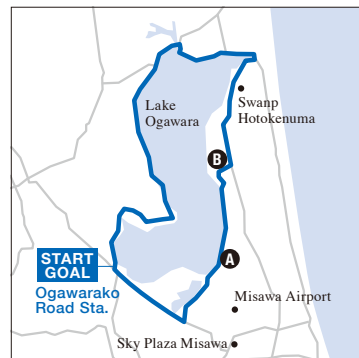 Lake
Ogawara
Swanp
Hotokenuma
B
START
GOAL
A
Ogawarako
Road Sta.
Misawa Airport
Sky Plaza Misawa